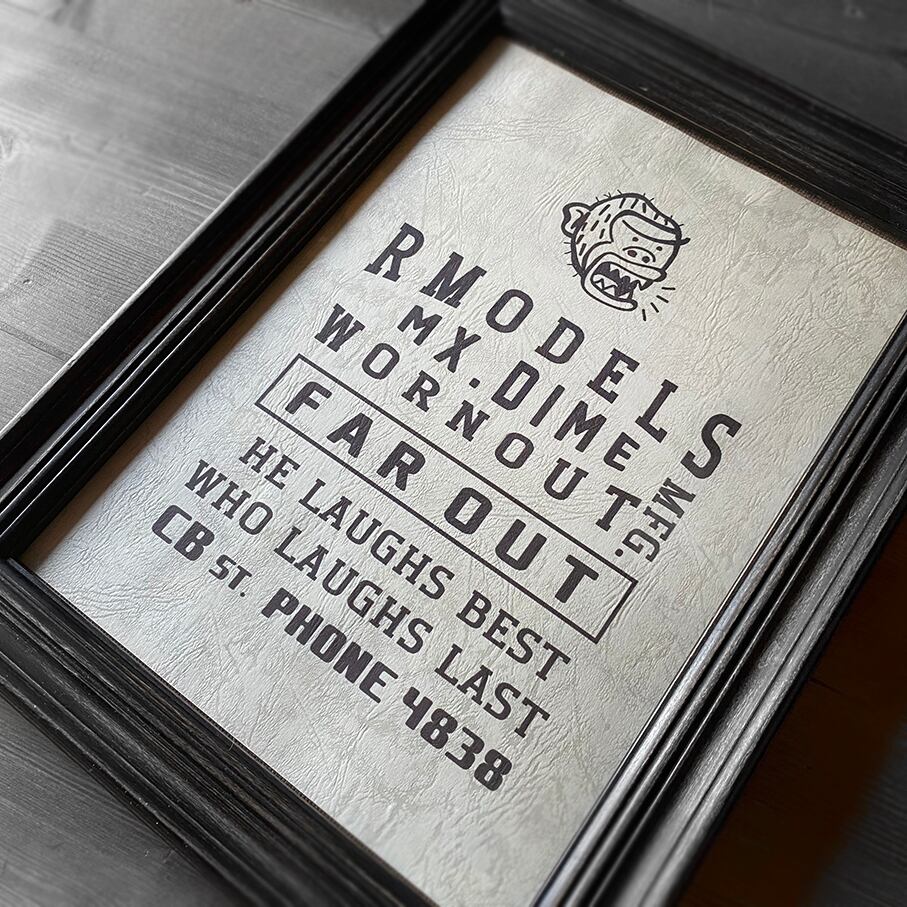 RMODELS
MX.DIME
WORNOUT
MFG.
FAR OUT
HE LAUGHS BEST
WHO LAUGHS LAST
CB ST. PHONE 4838